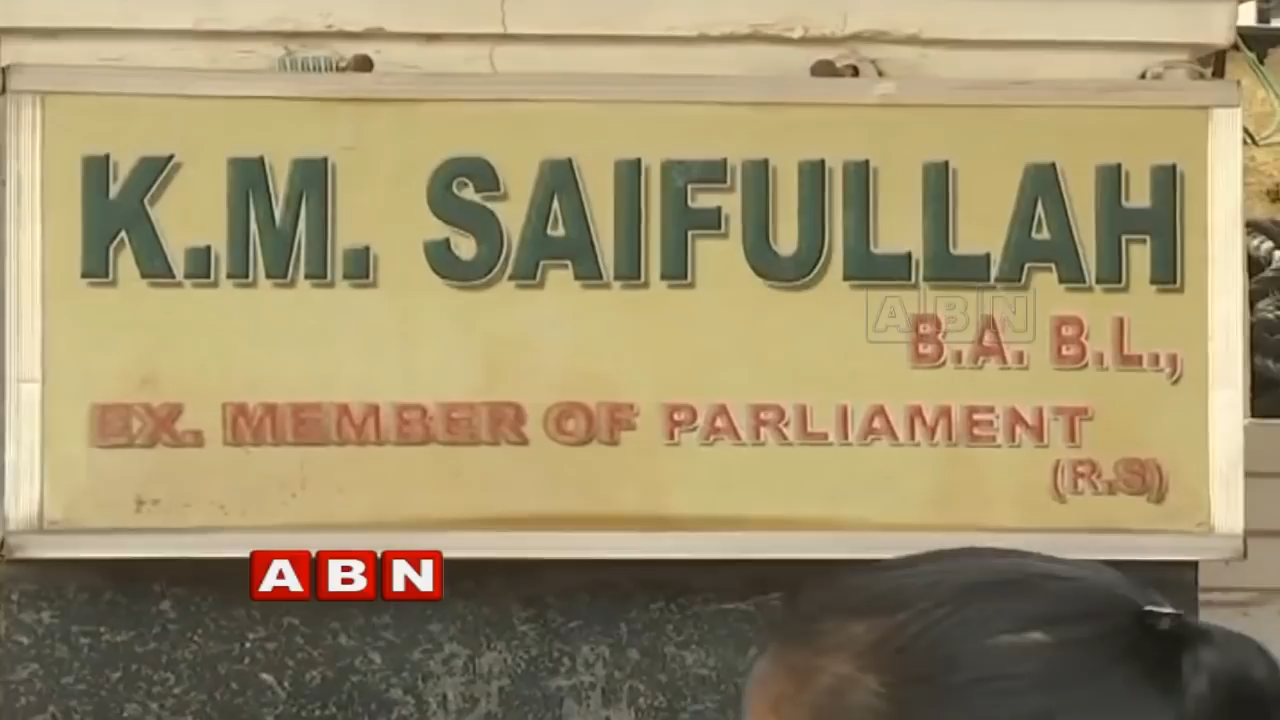 K.M. SAIFULLAH
ABN
B.A. B.L.,
EX. MEMBER OF PARLIAMENT
(R.S)
ABN